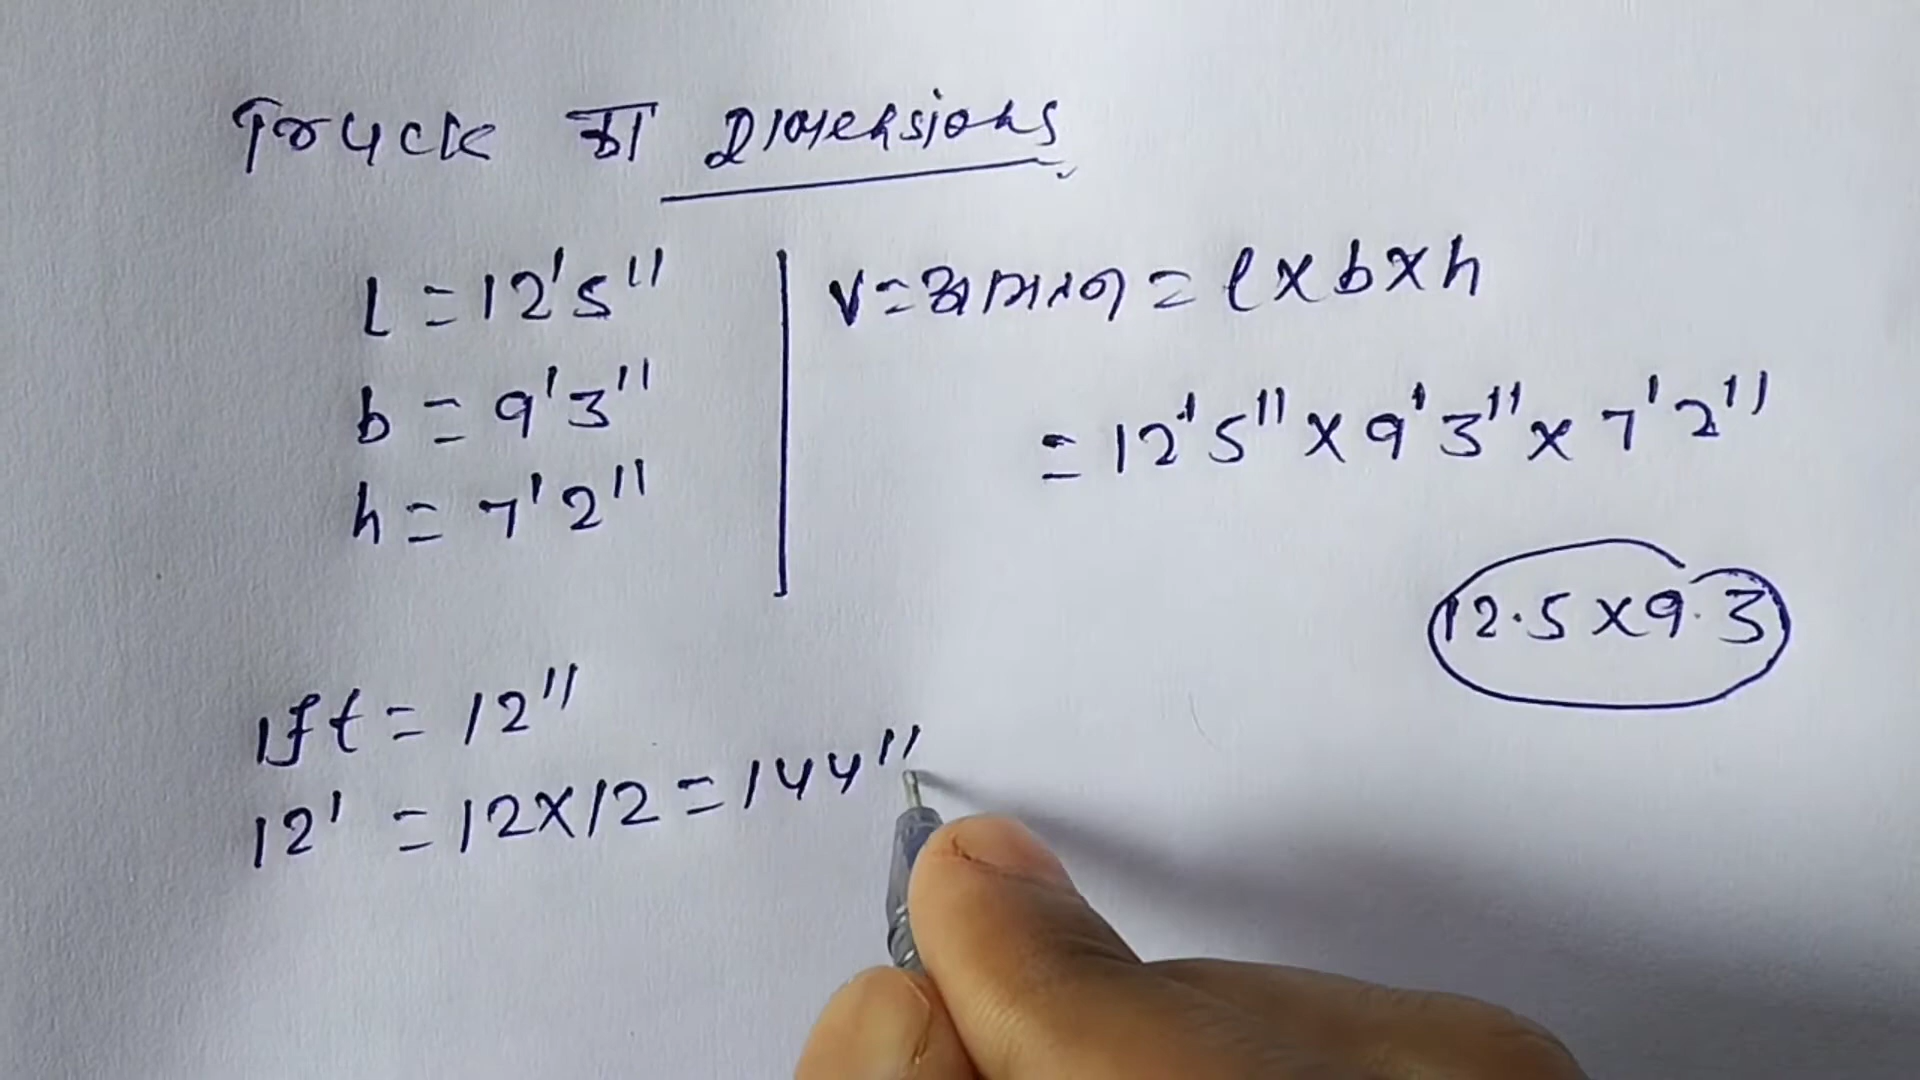 Truck का Dimensions
L = 12'5"
b = 9'3"
h = 7'2"
V = आयतन = l x b x h
= 12'5" x 9'3" x 7'2"
12.5 x 9.3
1ft = 12"
12' = 12x12 = 144"